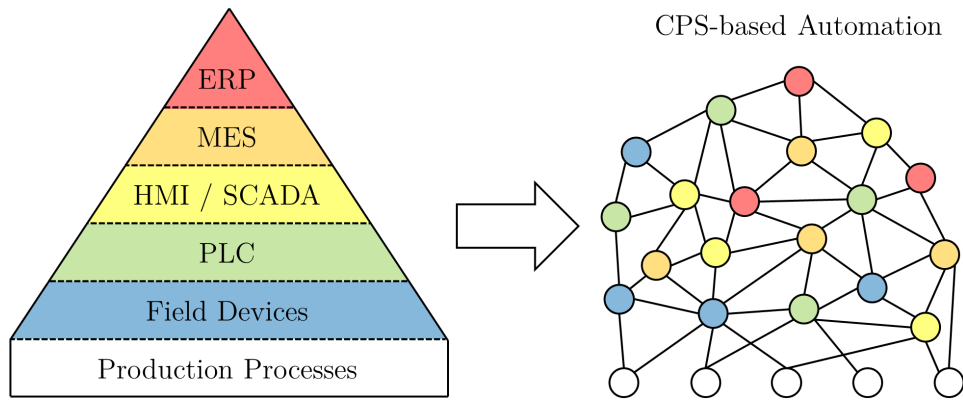 CPS-based Automation
ERP
MES
HMI / SCADA
PLC
Field Devices
Production Processes